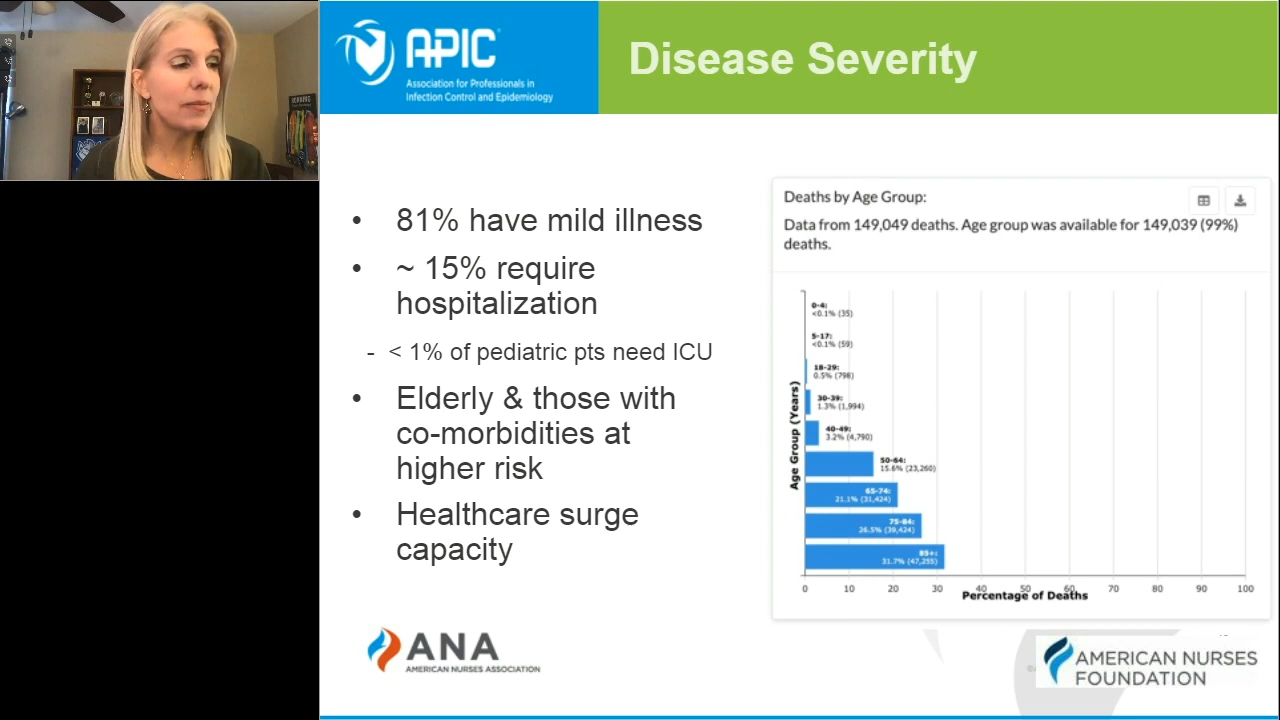 APIC
Association for Professionals in
Infection Control and Epidemiology
Disease Severity
• 81% have mild illness
• ~ 15% require
hospitalization
- < 1% of pediatric pts need ICU
• Elderly & those with
co-morbidities at
higher risk
• Healthcare surge
capacity
Deaths by Age Group:
Data from 149,049 deaths. Age group was available for 149,039 (99%)
deaths.
Age Group (Years)
0-4:
<0.1% (35)
5-17:
<0.1% (59)
18-29:
0.5% (798)
30-39:
1.3% (1,994)
40-49:
3.2% (4,790)
50-64:
15.6% (23,260)
65-74:
21.1% (31,424)
75-84:
26.5% (39,424)
85+:
31.7% (47,255)
0 10 20 30 40 50 60 70 80 90 100
Percentage of Deaths
ANA
AMERICAN NURSES ASSOCIATION
AMERICAN NURSES
FOUNDATION